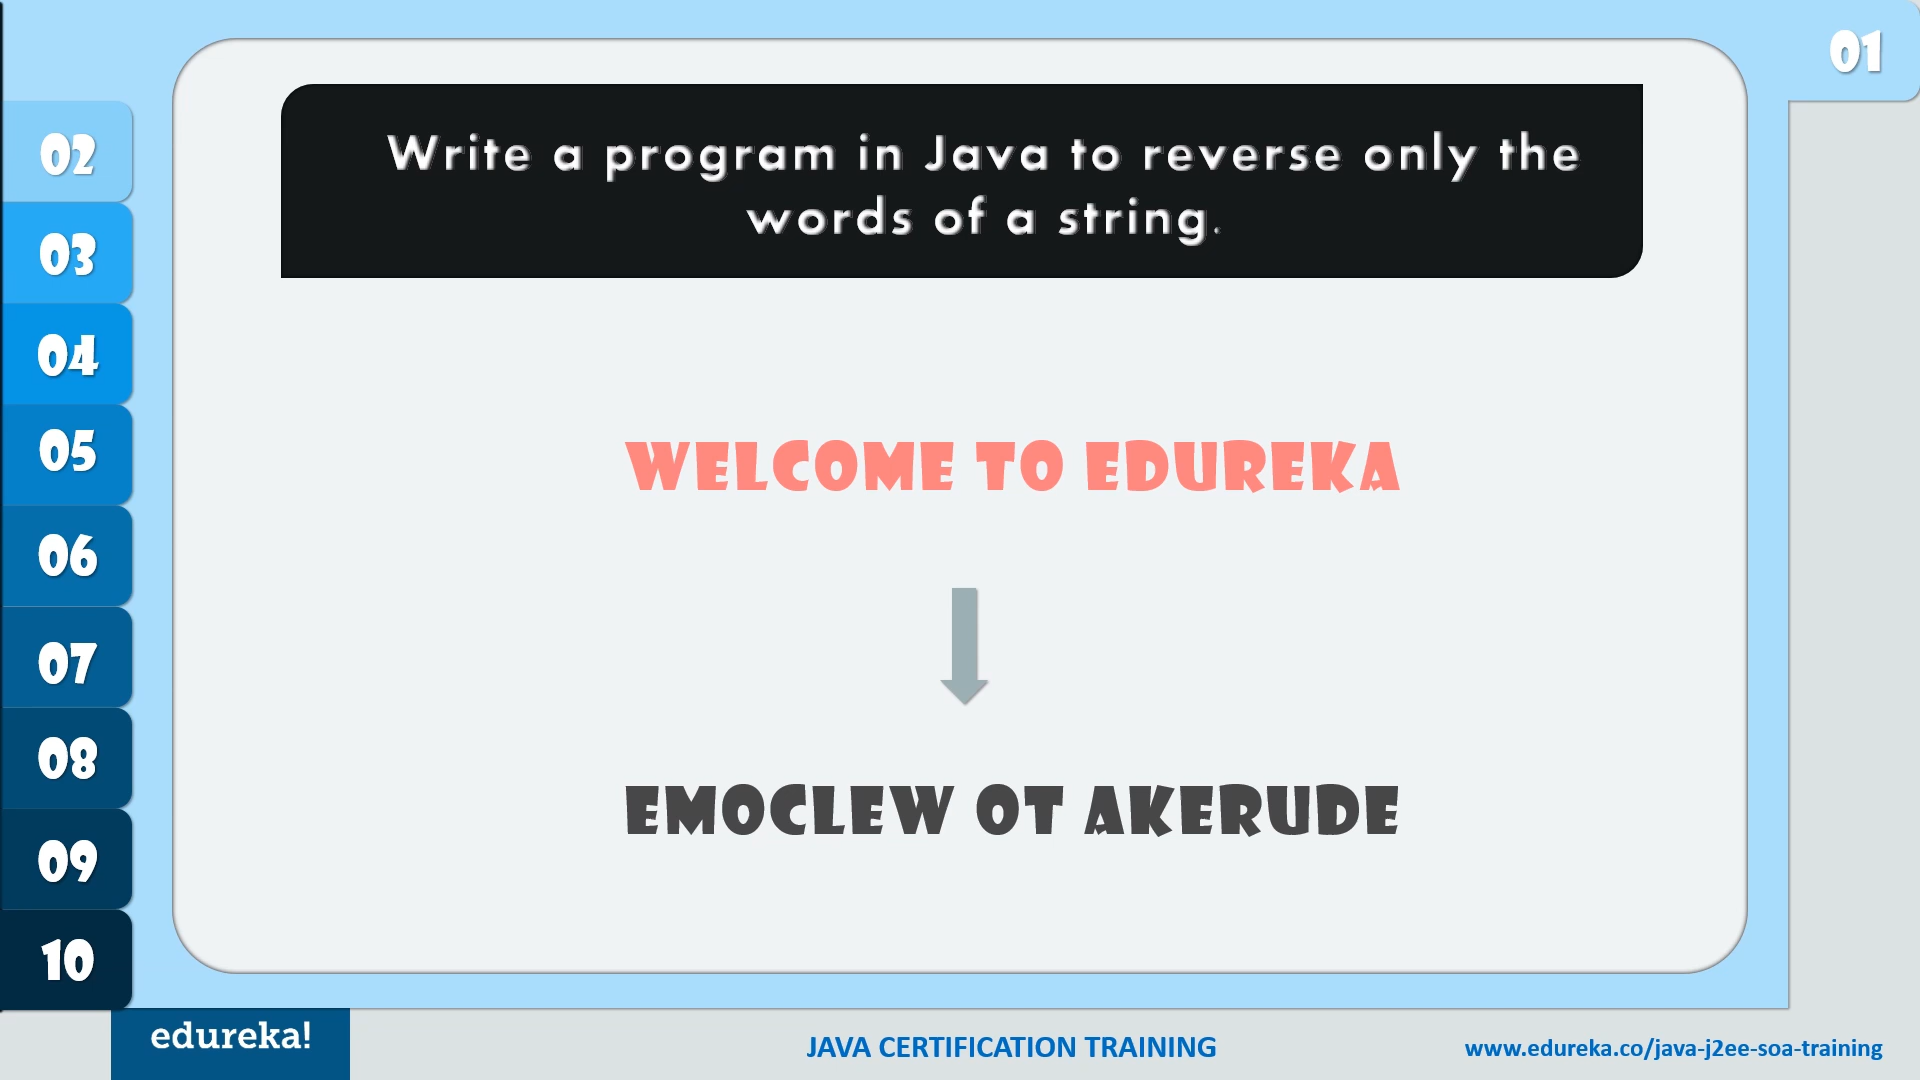 01
Write a program in Java to reverse only the
words of a string.
02
03
04
05
06
07
08
09
10
WELCOME TO EDUREKA
EMOCLEW OT AKERUDE
edureka!
JAVA CERTIFICATION TRAINING
www.edureka.co/java-j2ee-soa-training